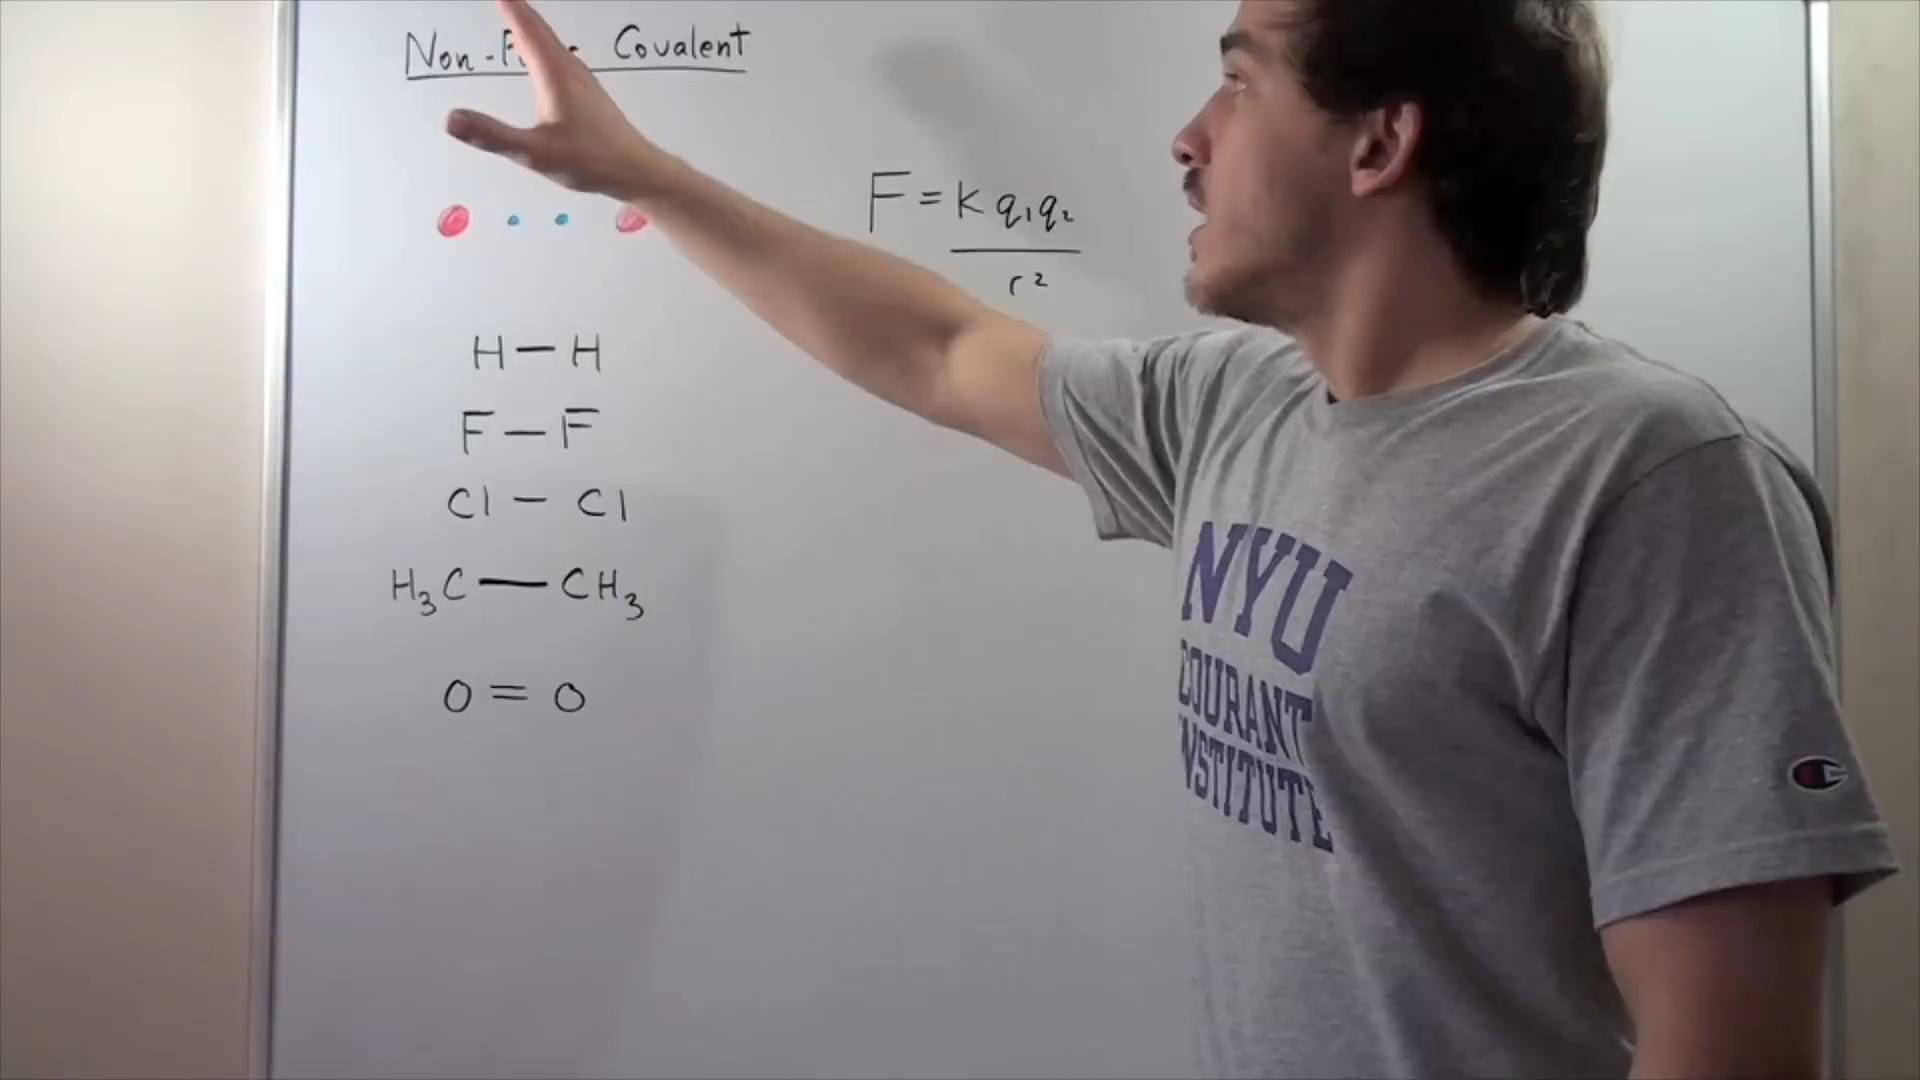 Non- Covalent
F = K q₁q₂
r²
H — H
F — F
Cl — Cl
H₃C — CH₃
O = O
NYU
COURANT
INSTITUTE